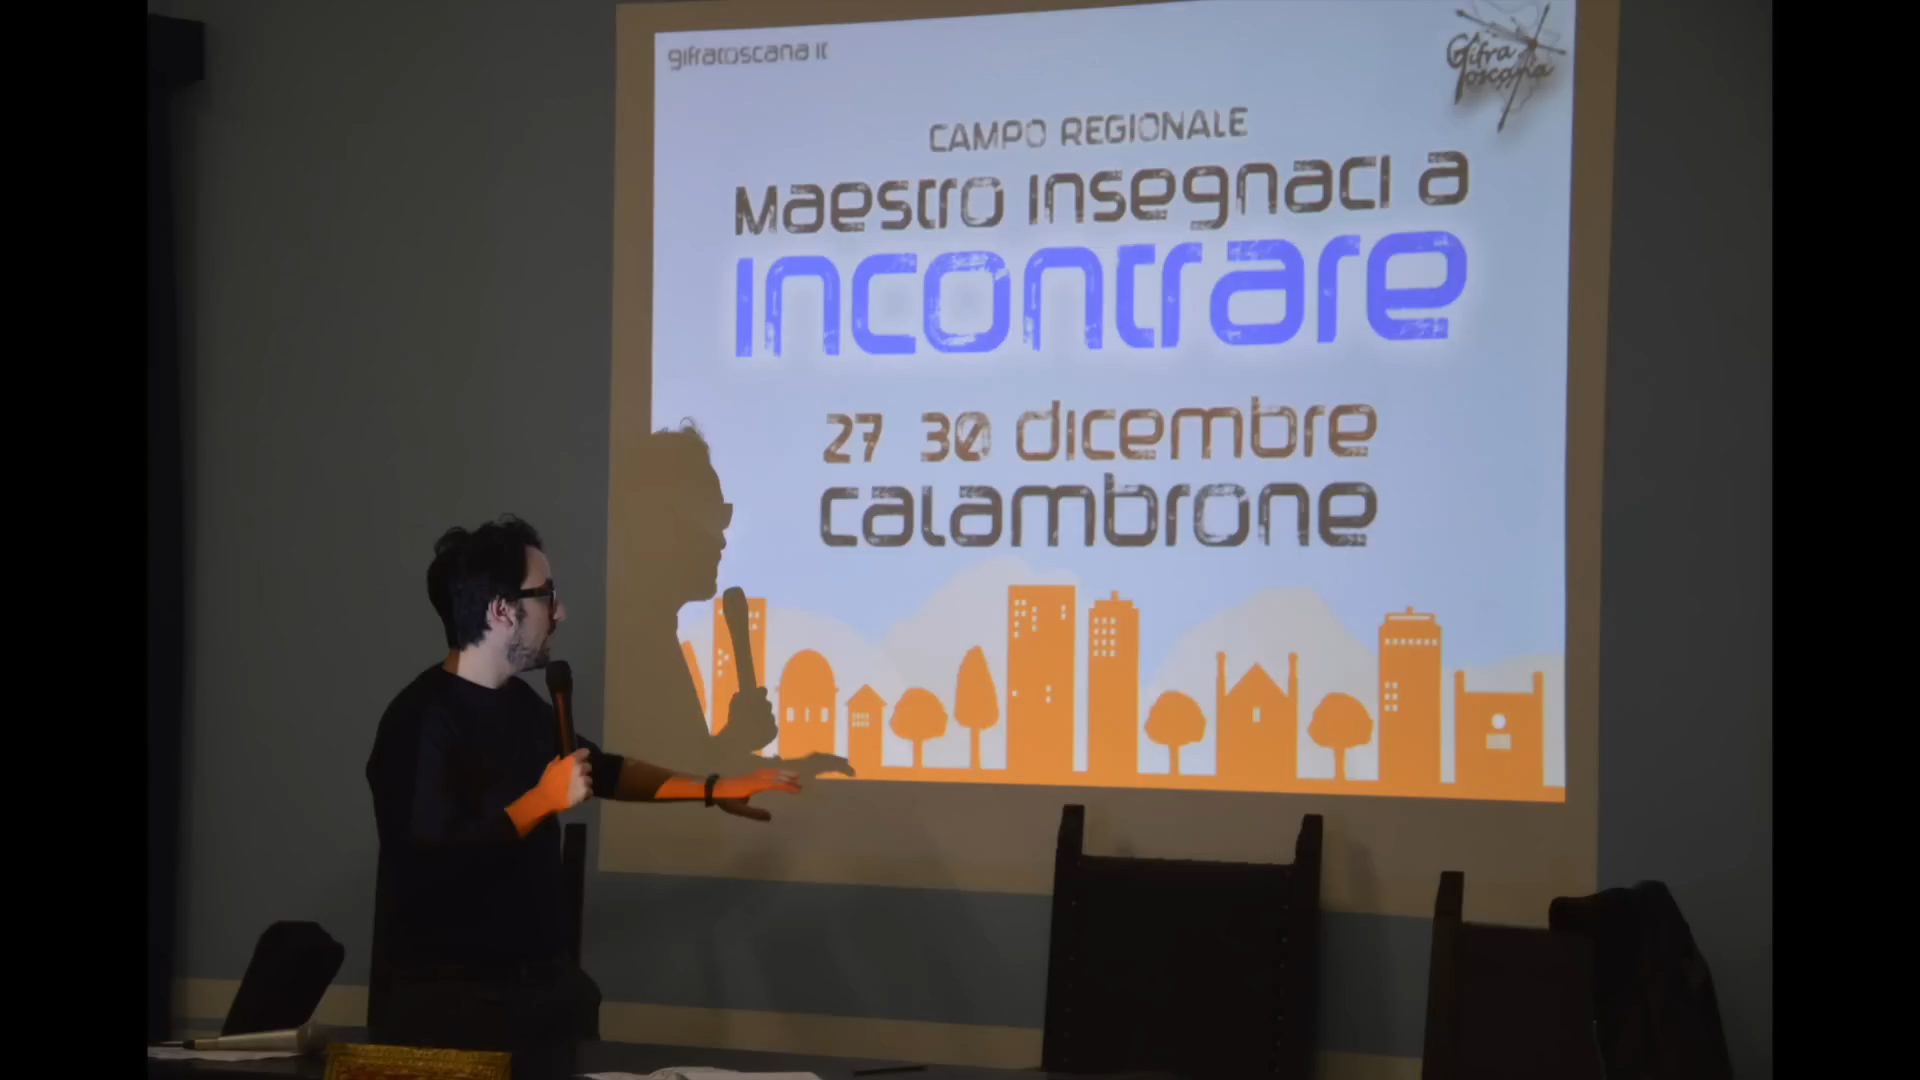 gifratoscana.it
Gifra
Toscana
CAMPO REGIONALE
Maestro insegnaci a
incontrare
27 30 dicembre
calambrone